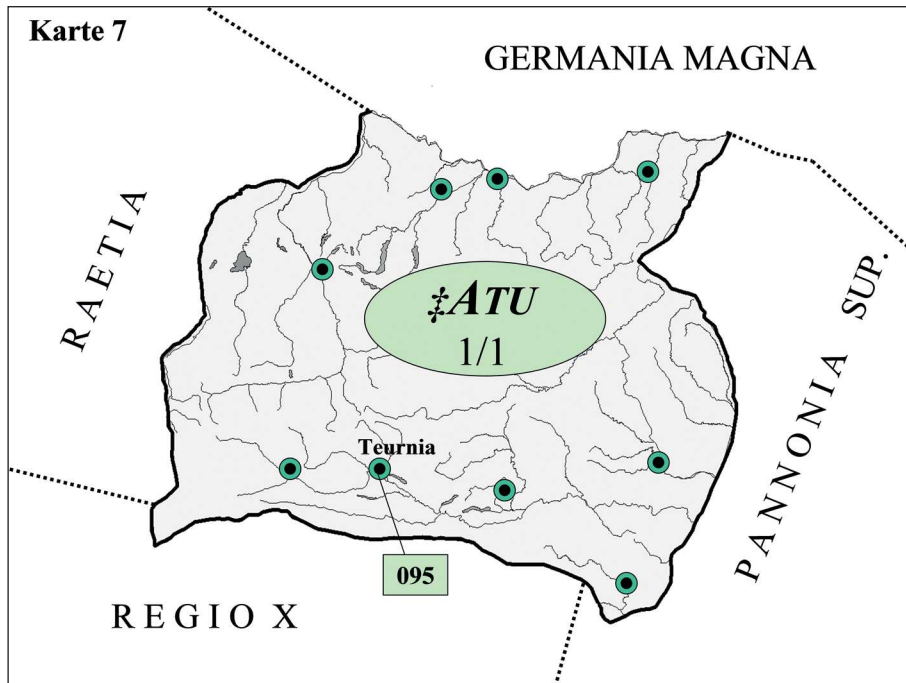 Karte 7
GERMANIA MAGNA
RAETIA
‡ATU
1/1
PANNONIA SUP.
Teurnia
095
REGIO X